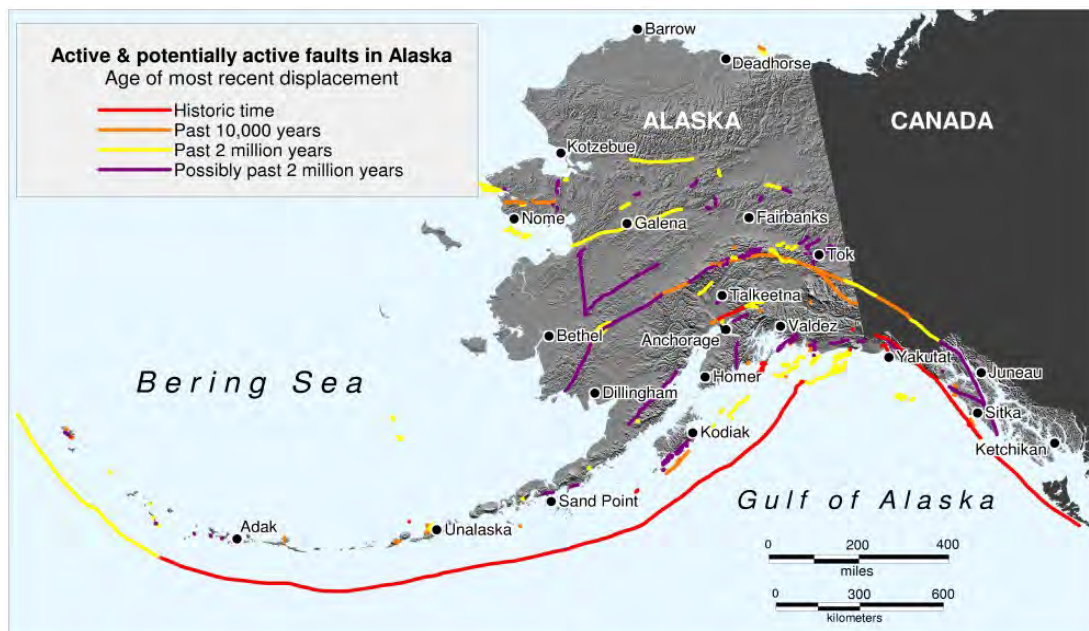 Active & potentially active faults in Alaska
Age of most recent displacement
Historic time
Past 10,000 years
Past 2 million years
Possibly past 2 million years
Barrow
Deadhorse
ALASKA
CANADA
Kotzebue
Nome
Galena
Fairbanks
Tok
Talkeetna
Bethel
Anchorage
Valdez
Yakutat
Bering Sea
Homer
Juneau
Dillingham
Sitka
Kodiak
Ketchikan
Sand Point
Gulf of Alaska
Adak
Unalaska
0 200 400
miles
0 300 600
kilometers